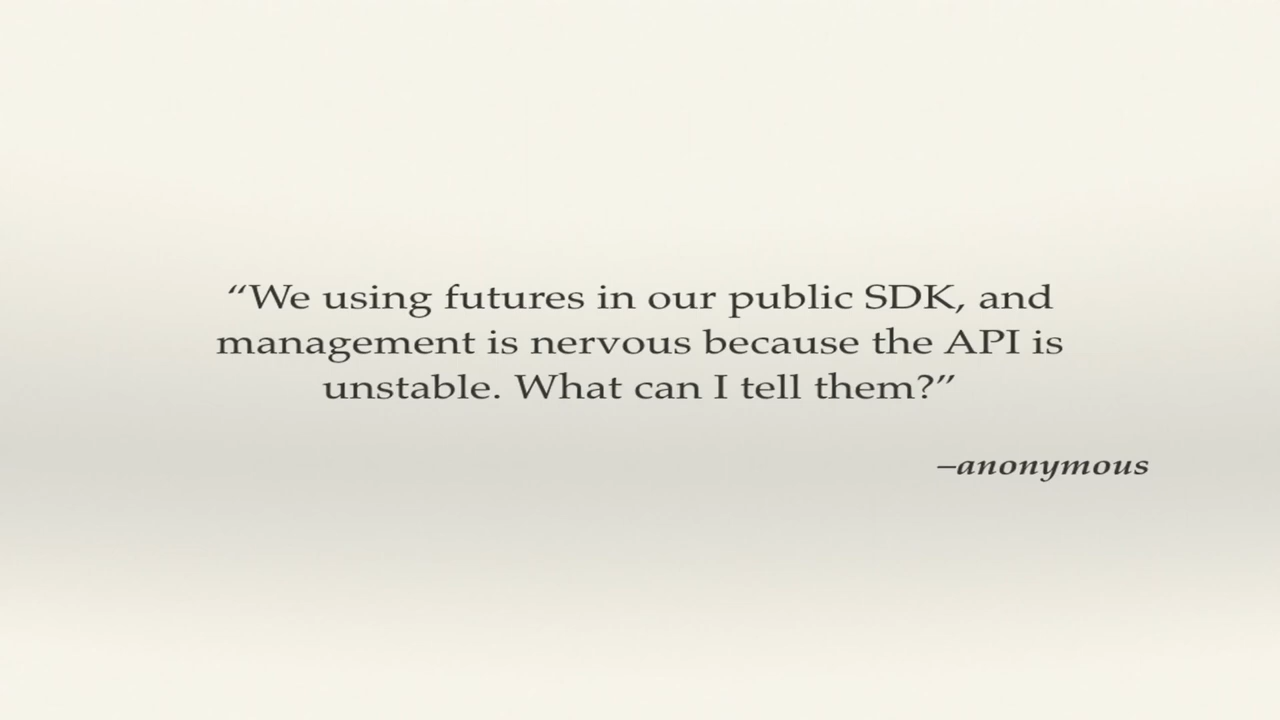 “We using futures in our public SDK, and
management is nervous because the API is
unstable. What can I tell them?”
–anonymous